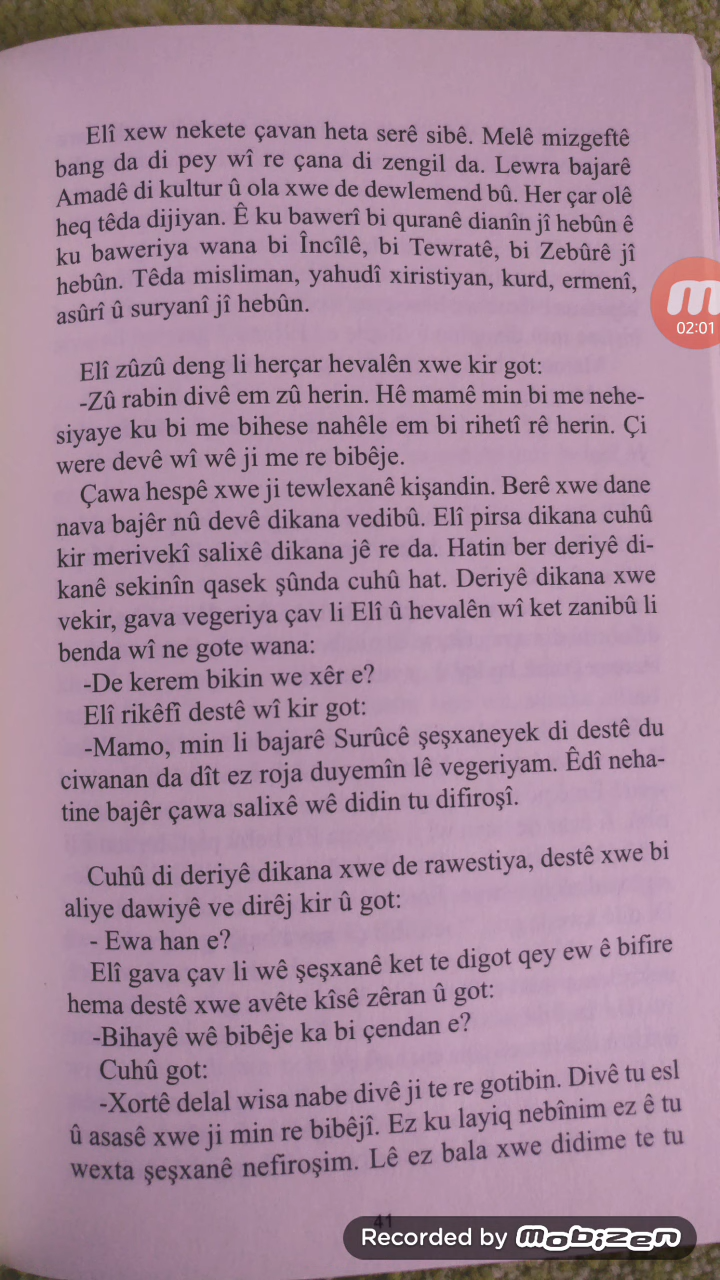 Elî xew nekete çavan heta serê sibê. Melê mizgeftê
bang da di pey wî re çana di zengil da. Lewra bajarê
Amadê di kultur û ola xwe de dewlemend bû. Her çar olê
heq têda dijiyan. Ê ku bawerî bi quranê dianîn jî hebûn ê
ku baweriya wana bi Încîlê, bi Tewratê, bi Zebûrê jî
hebûn. Têda misliman, yahudî xiristiyan, kurd, ermenî,
asûrî û suryanî jî hebûn.
Elî zûzû deng li herçar hevalên xwe kir got:
-Zû rabin divê em zû herin. Hê mamê min bi me nehe-
siyaye ku bi me bihese nahêle em bi rihetî rê herin. Çi
were devê wî wê ji me re bibêje.
Çawa hespê xwe ji tewlexanê kişandin. Berê xwe dane
nava bajêr nû devê dikana vedibû. Elî pirsa dikana cuhû
kir merivekî salixê dikana jê re da. Hatin ber deriyê di-
kanê sekinîn qasek şûnda cuhû hat. Deriyê dikana xwe
vekir, gava vegeriya çav li Elî û hevalên wî ket zanibû li
benda wî ne gote wana:
-De kerem bikin we xêr e?
Elî rikêfî destê wî kir got:
-Mamo, min li bajarê Surûcê şeşxaneyek di destê du
ciwanan da dît ez roja duyemîn lê vegeriyam. Êdî neha-
tine bajêr çawa salixê wê didin tu difiroşî.
Cuhû di deriyê dikana xwe de rawestiya, destê xwe bi
aliye dawiyê ve dirêj kir û got:
- Ewa han e?
Elî gava çav li wê şeşxanê ket te digot qey ew ê bifire
hema destê xwe avête kîsê zêran û got:
-Bihayê wê bibêje ka bi çendan e?
Cuhû got:
-Xortê delal wisa nabe divê ji te re gotibin. Divê tu esl
û asasê xwe ji min re bibêjî. Ez ku layiq nebînim ez ê tu
wexta şeşxanê nefiroşim. Lê ez bala xwe didime te tu
41
02:01
Recorded by mobizen